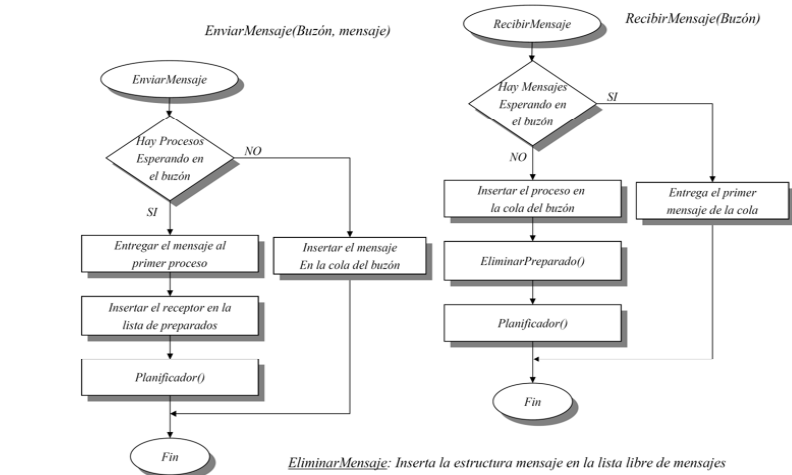 EnviarMensaje(Buzón, mensaje)
EnviarMensaje
Hay Procesos
Esperando en
el buzón
NO
SI
Entregar el mensaje al
primer proceso
Insertar el mensaje
En la cola del buzón
Insertar el receptor en la
lista de preparados
Planificador()
Fin
RecibirMensaje(Buzón)
RecibirMensaje
Hay Mensajes
Esperando en
el buzón
SI
NO
Insertar el proceso en
la cola del buzón
Entrega el primer
mensaje de la cola
EliminarPreparado()
Planificador()
Fin
EliminarMensaje: Inserta la estructura mensaje en la lista libre de mensajes